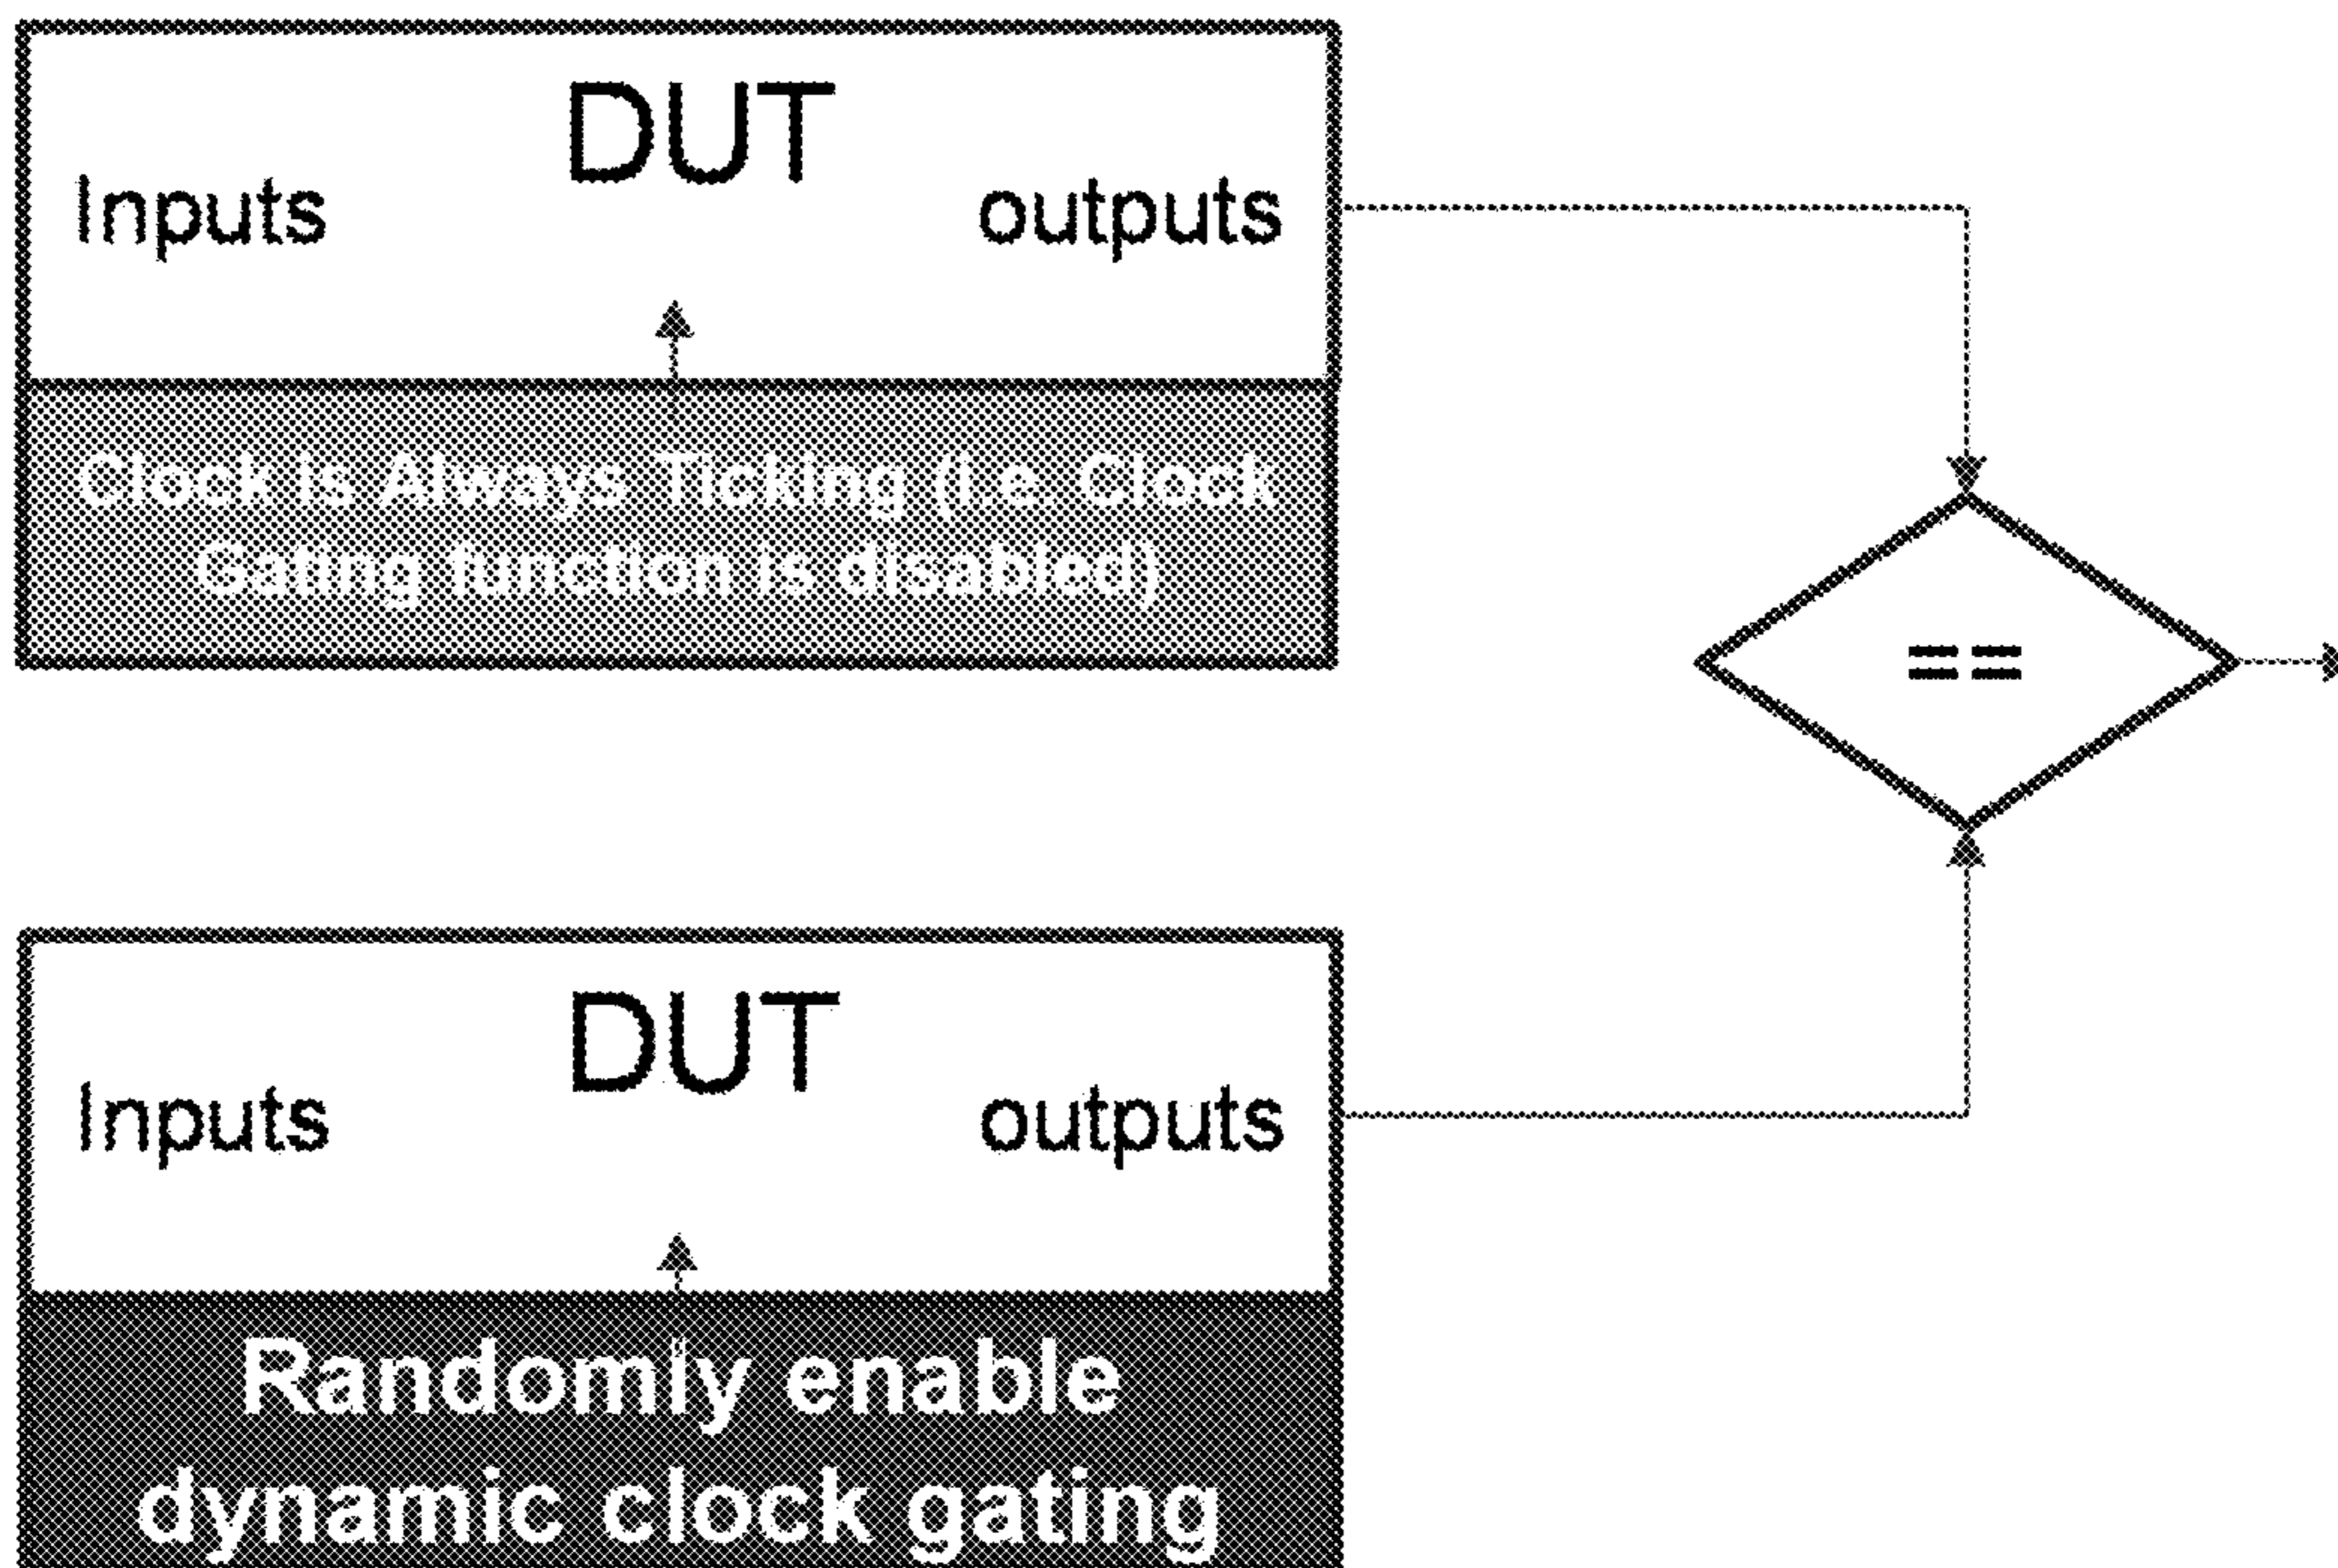 DUT
Inputs
outputs
Clock is Always Ticking (i.e. Clock
Gating function is disabled)
==
DUT
Inputs
outputs
Randomly enable
dynamic clock gating